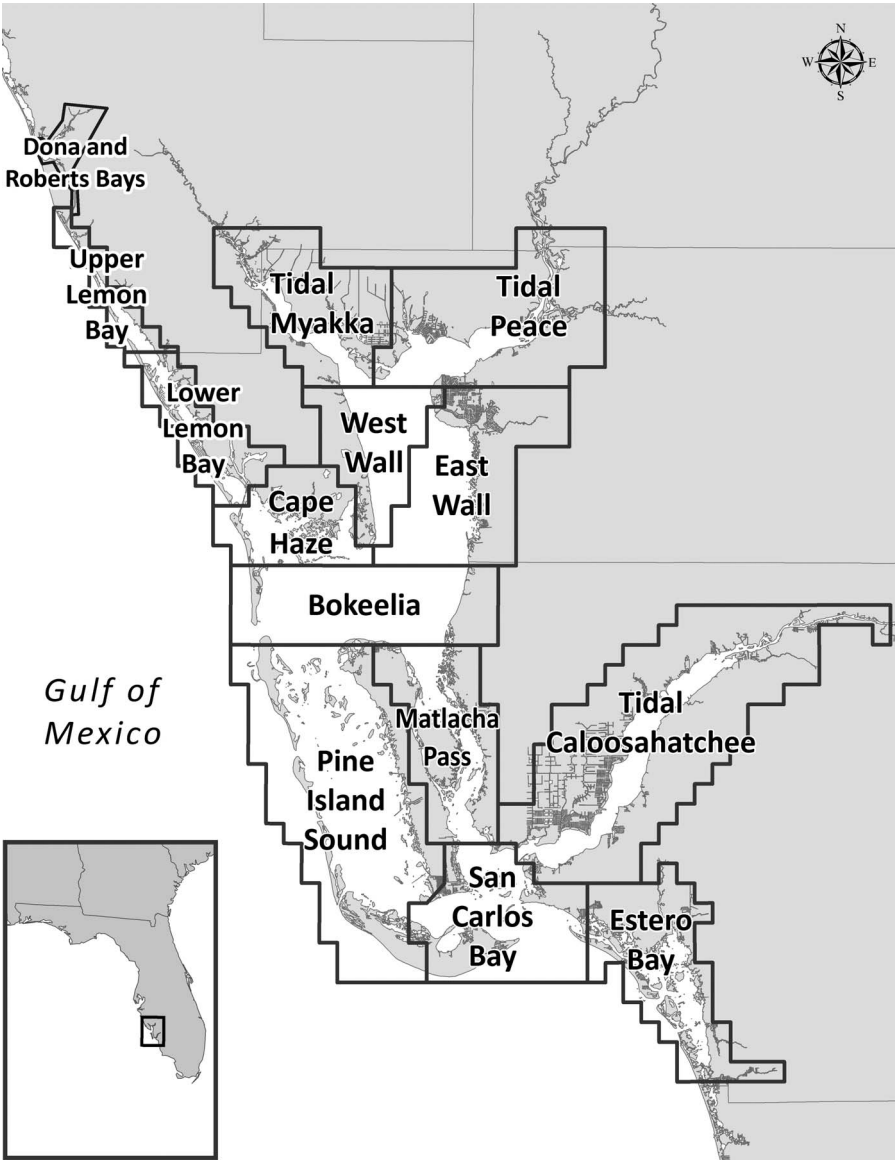 N
W E
S
Dona and
Roberts Bays
Upper
Lemon
Bay
Tidal
Myakka
Tidal
Peace
Lower
Lemon
Bay
West
Wall
East
Wall
Cape
Haze
Bokeelia
Gulf of
Mexico
Matlacha
Pass
Tidal
Caloosahatchee
Pine
Island
Sound
San
Carlos
Bay
Estero
Bay